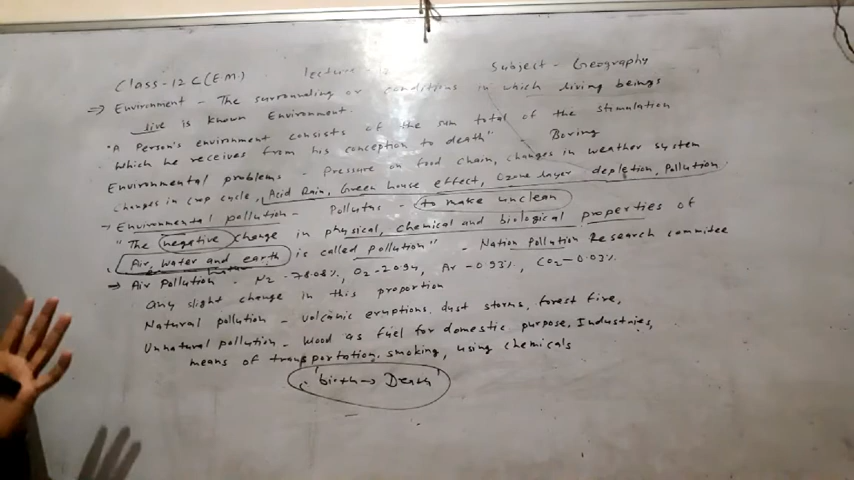 Class-12 C (E.M.) lecture - Subject - Geography
=> Environment - The surrounding or conditions in which living beings
live is known Environment.
"A Person's environment consists of the sum total of the stimulation
which he receives from his conception to death" - Boring
Environmental problems - Pressure on food chain, changes in weather system
changes in crop cycle, Acid Rain, Green house effect, Ozone layer depletion, Pollution
→ Environmental pollution - Pollutus - to make unclean
"The negative change in physical, chemical and biological properties of
Air, water and earth is called pollution" - Nation Pollution Research commitee
→ Air Pollution - N2 - 78.08%, O2 - 20.94, Ar - 0.93%, CO2 - 0.03%
any slight change in this proportion
Natural pollution - volcanic eruptions, dust storms, forest fire,
Unnatural pollution - wood as fuel for domestic purpose, Industries,
means of transportation, smoking, using chemicals
"birth → Death"